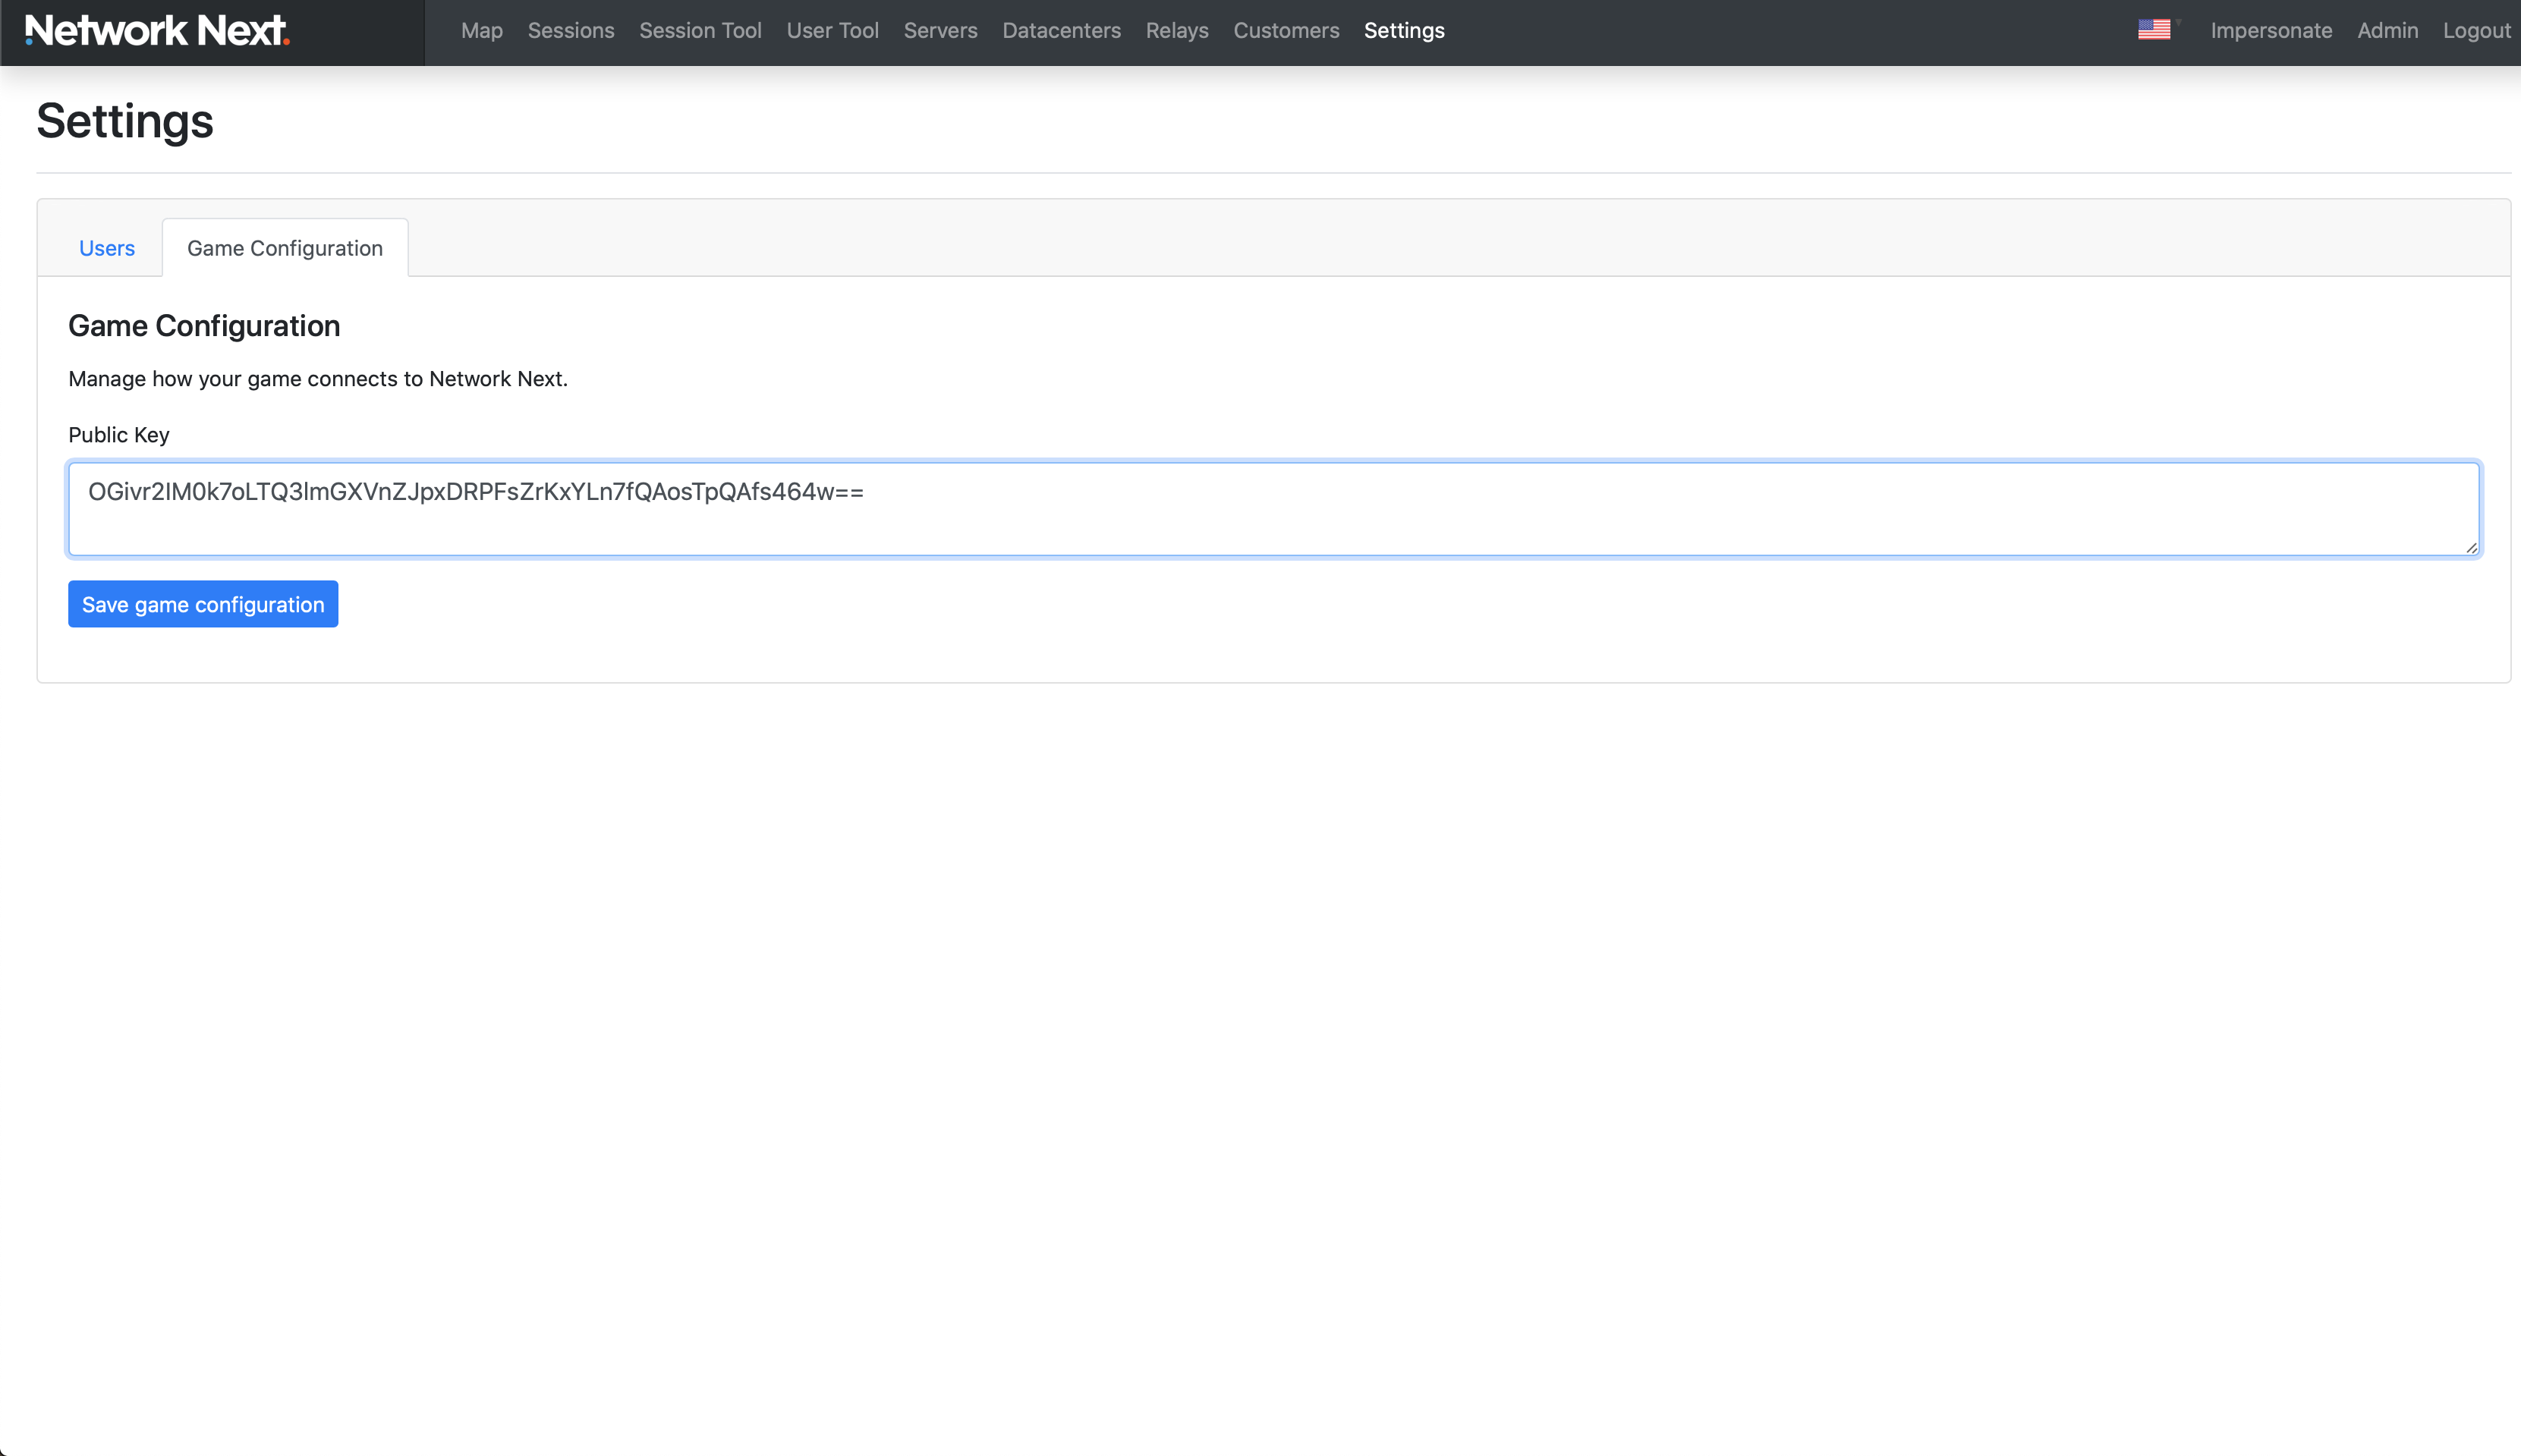 Network Next.
Map Sessions Session Tool User Tool Servers Datacenters Relays Customers Settings Impersonate Admin Logout
Settings
Users Game Configuration
Game Configuration
Manage how your game connects to Network Next.
Public Key
OGivr2IM0k7oLTQ3lmGXVnZJpxDRPFsZrKxYLn7fQAosTpQAfs464w==
Save game configuration